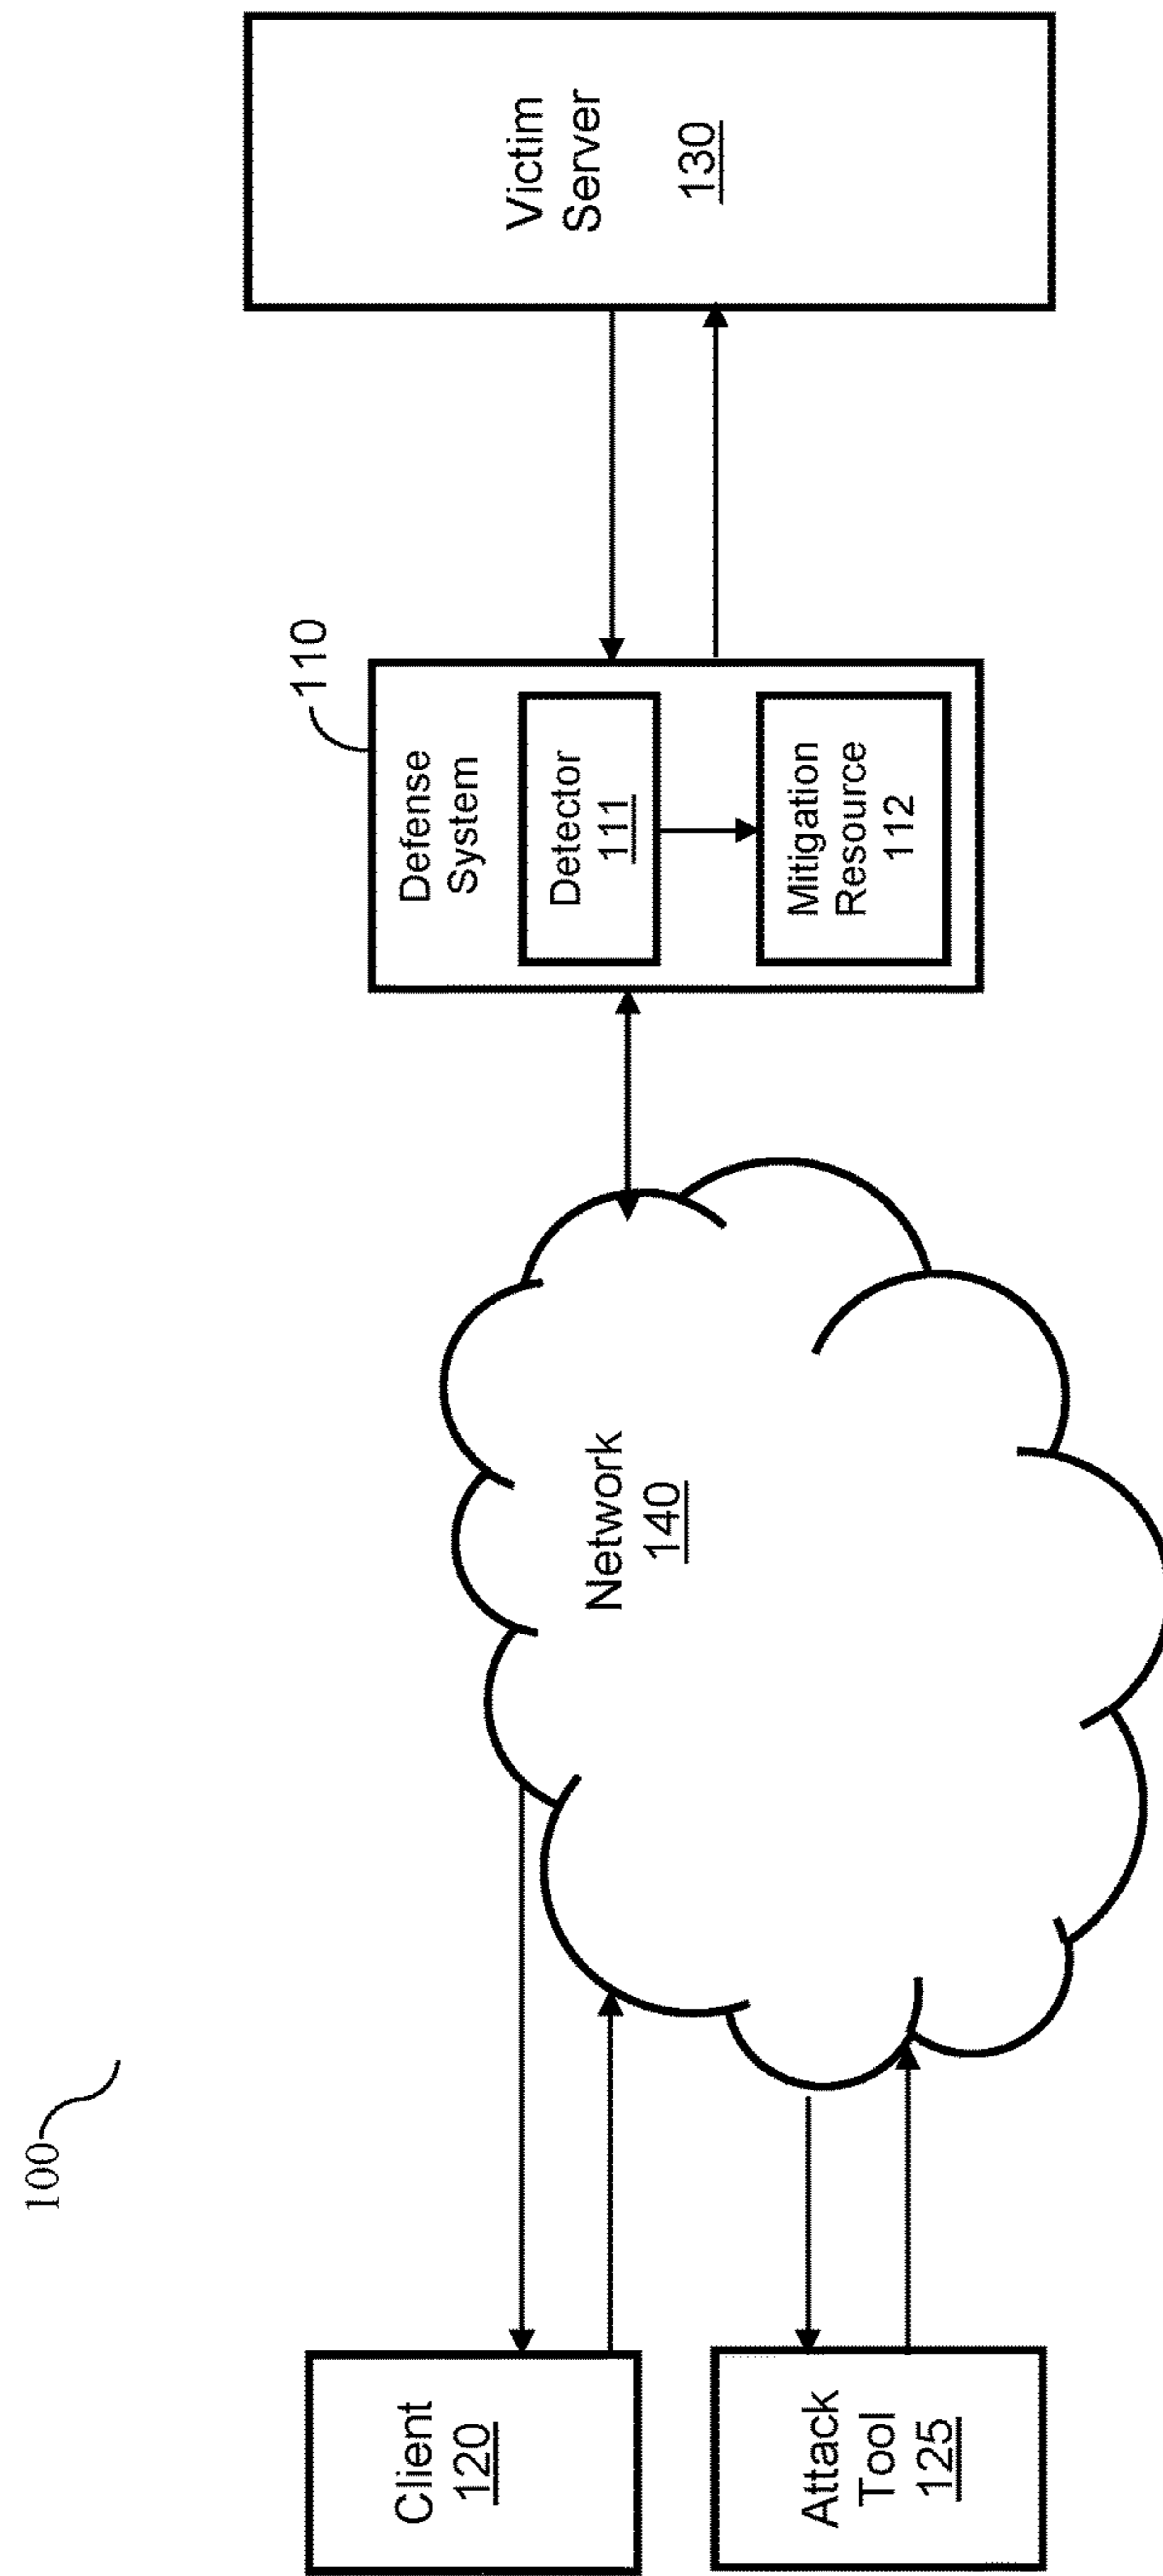 100
Client
120
Attack
Tool
125
Network
140
110
Defense
System
Detector
111
Mitigation
Resource
112
Victim
Server
130